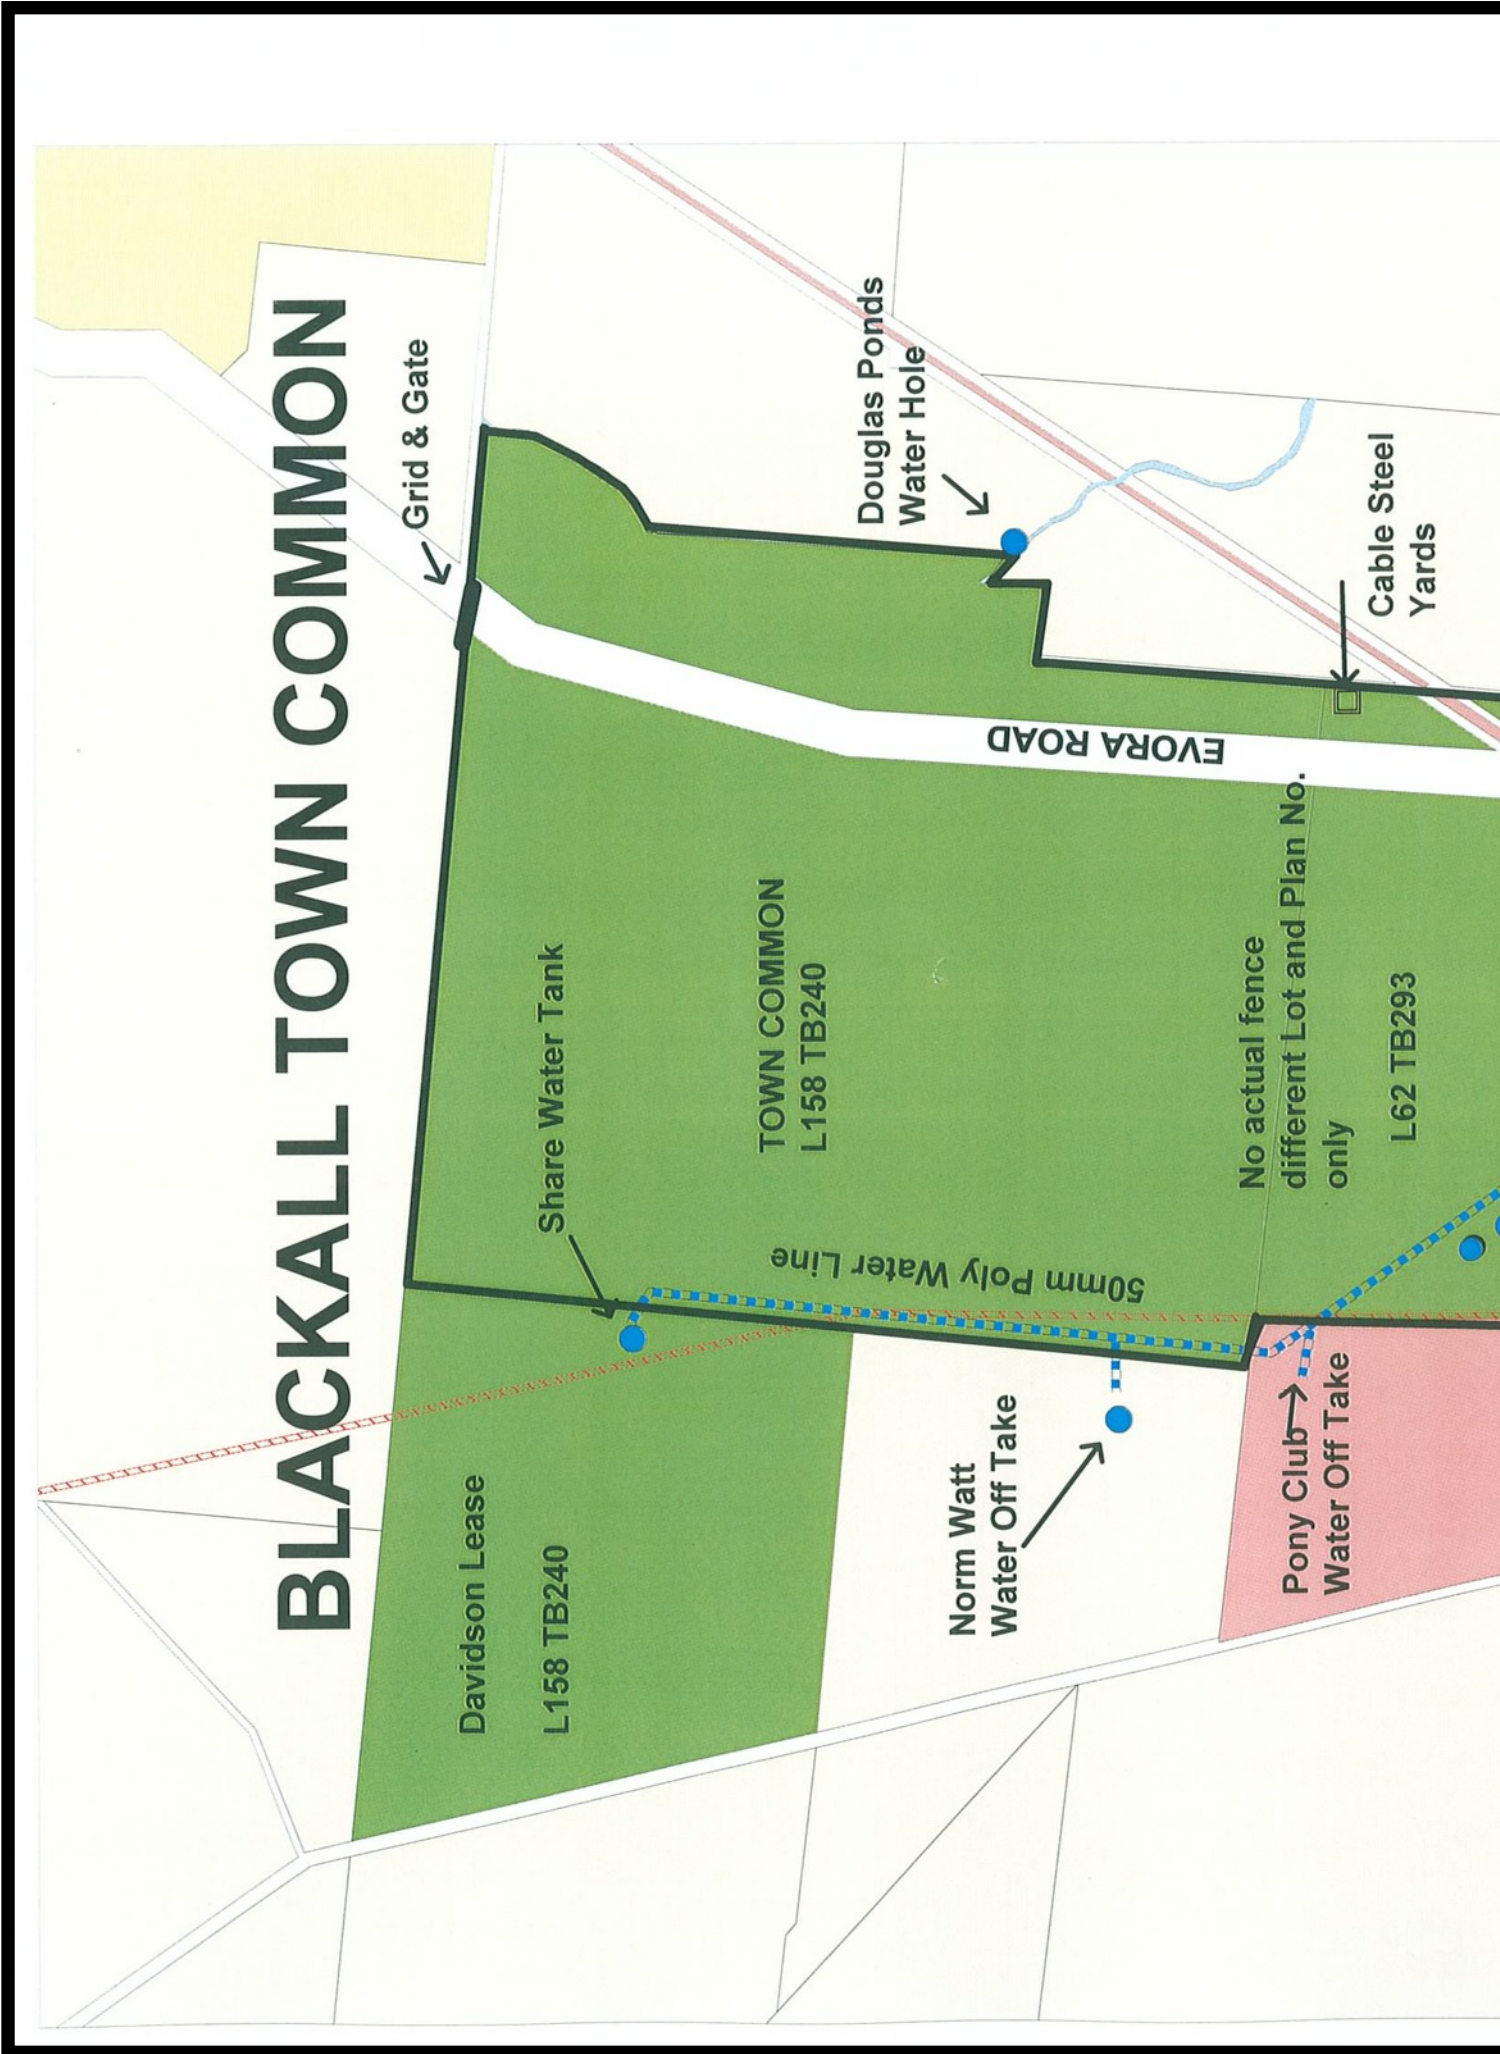 BLACKALL TOWN COMMON
Grid & Gate
Share Water Tank
Davidson Lease
L158 TB240
TOWN COMMON
L158 TB240
Douglas Ponds
Water Hole
EVORA ROAD
50mm Poly Water Line
Norm Watt
Water Off Take
No actual fence
different Lot and Plan No.
only
L62 TB293
Cable Steel
Yards
Pony Club
Water Off Take